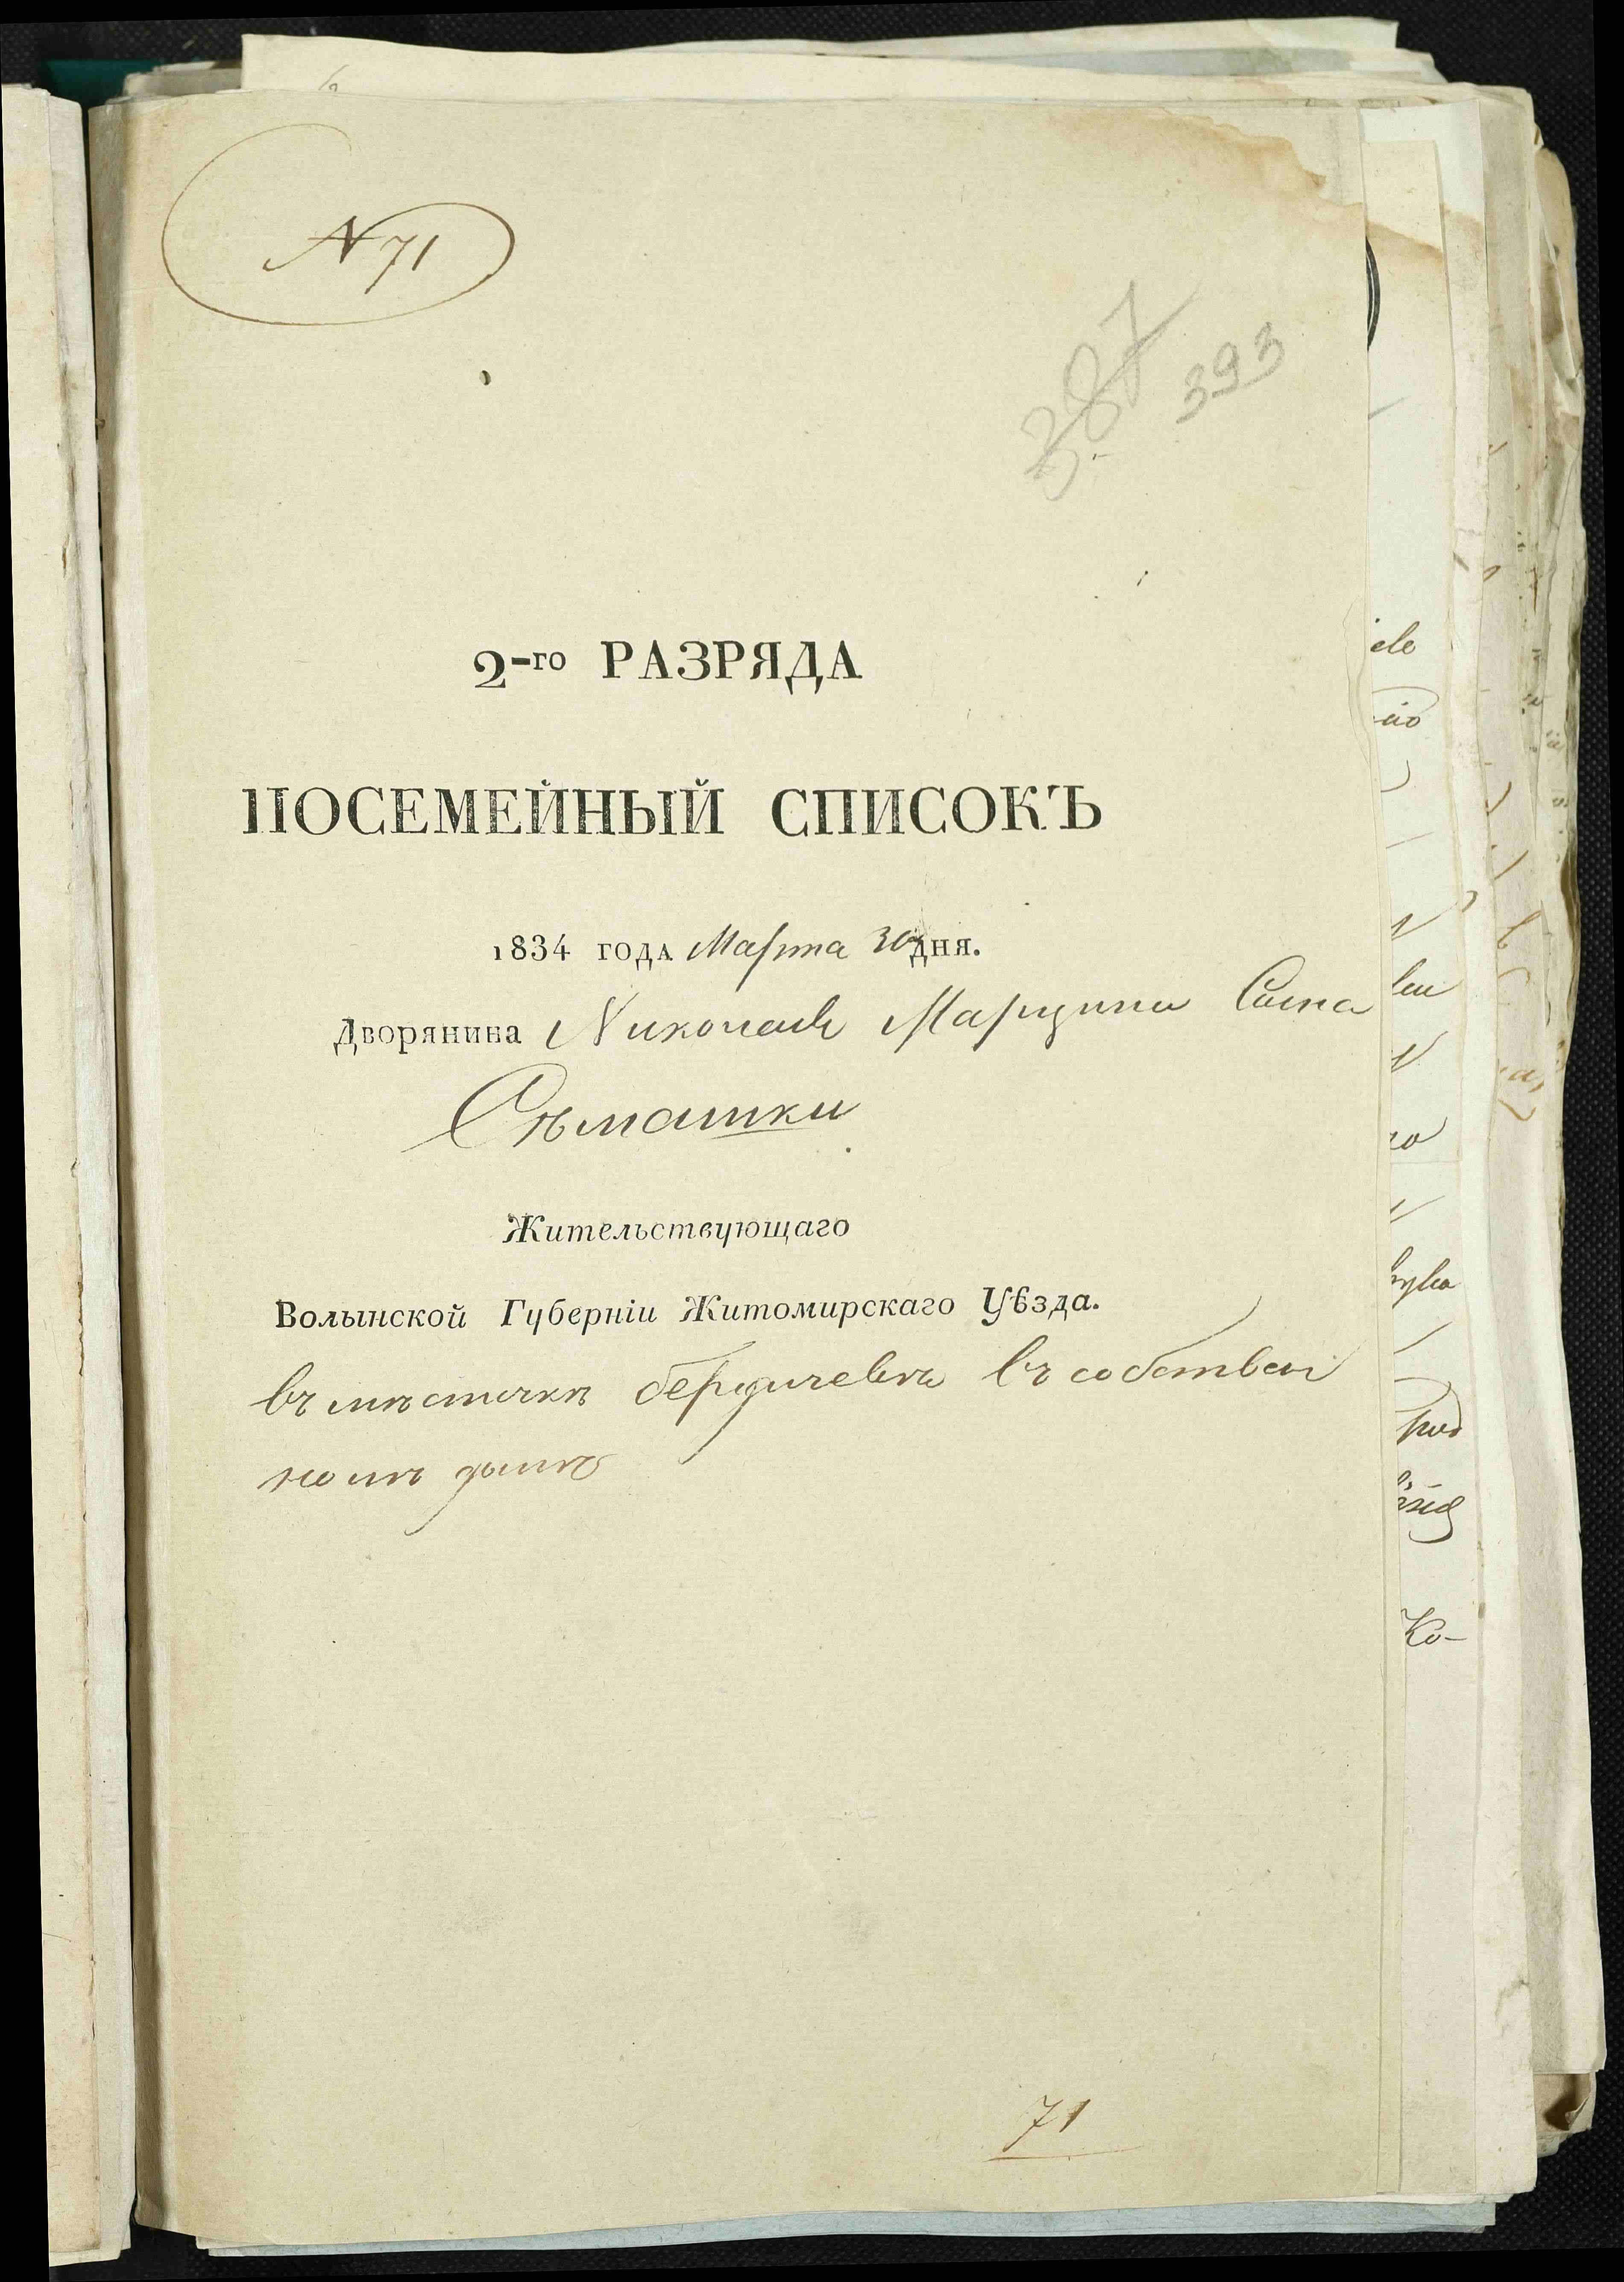 N 71
387
393
2-го РАЗРЯДА
ПОСЕМЕЙНЫЙ СПИСОКЪ
1834 года Марта 30 дня.
Дворянина Николая Марцина Сына
Сѣмашки
Жительствующаго
Волынской Губерніи Житомирскаго Уѣзда.
въ мѣстечкѣ бердичевѣ въ собствен
номъ домѣ
71
Ко-